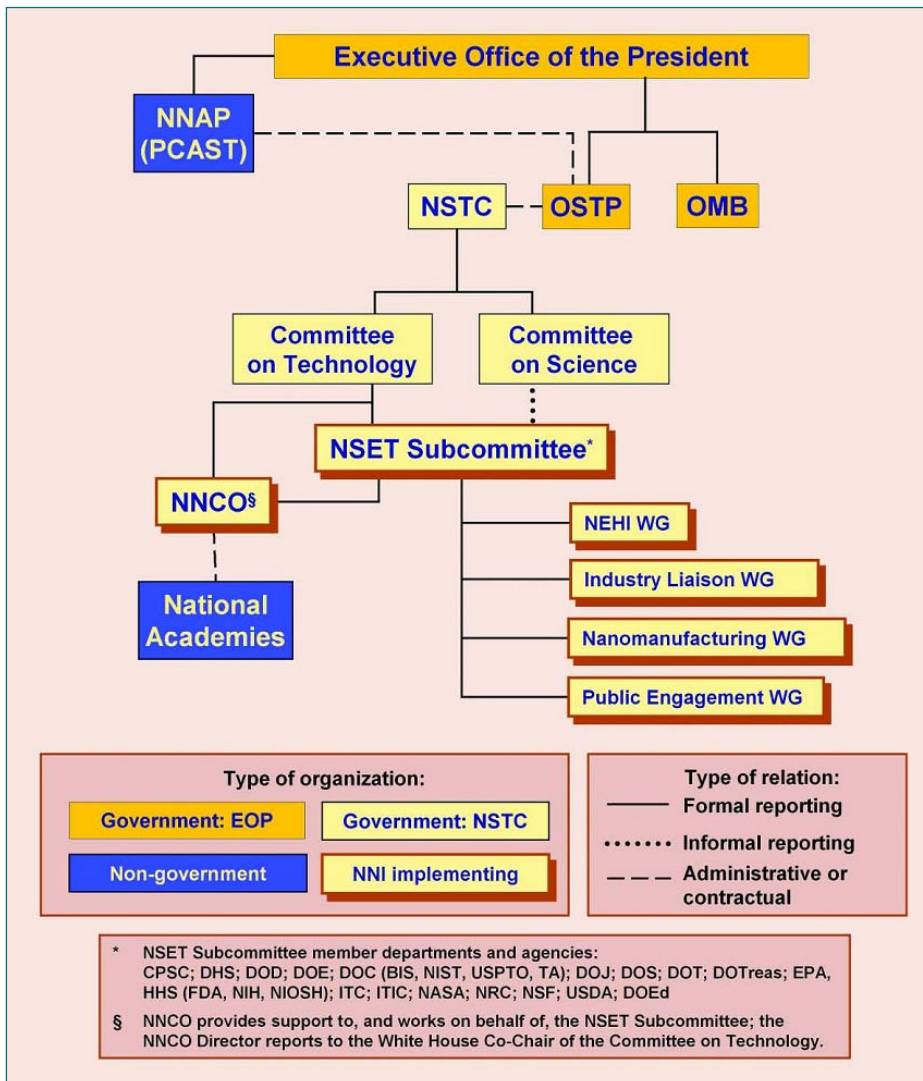 Executive Office of the President
NNAP
(PCAST)
NSTC
OSTP
OMB
Committee
on Technology
Committee
on Science
NSET Subcommittee*
NNCO§
NEHI WG
Industry Liaison WG
National
Academies
Nanomanufacturing WG
Public Engagement WG
Type of organization:
Government: EOP
Government: NSTC
Non-government
NNI implementing
Type of relation:
Formal reporting
Informal reporting
Administrative or
contractual
* NSET Subcommittee member departments and agencies:
CPSC; DHS; DOD; DOE; DOC (BIS, NIST, USPTO, TA); DOJ; DOS; DOT; DOTreas; EPA,
HHS (FDA, NIH, NIOSH); ITC; ITIC; NASA; NRC; NSF; USDA; DOEd
§ NNCO provides support to, and works on behalf of, the NSET Subcommittee; the
NNCO Director reports to the White House Co-Chair of the Committee on Technology.